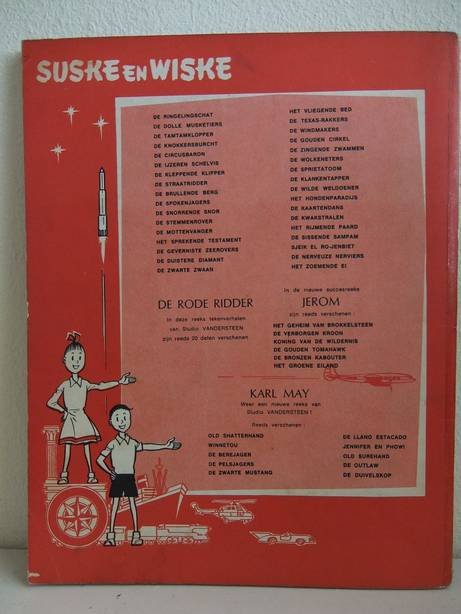 SUSKE EN WISKE
DE RINGELINGSCHAT
DE DOLLE MUSKETIERS
DE TAMTAMKLOPPER
DE KNOKKERSBURCHT
DE CIRCUSBARON
DE IJZEREN SCHELVIS
DE KLEPPENDE KLIPPER
DE STRAATRIDDER
DE BRULLENDE BERG
DE SPOKENJAGERS
DE SNORRENDE SNOR
DE STEMMENROVER
DE MOTTENVANGER
HET SPREKENDE TESTAMENT
DE GEVERNISTE ZEEROVERS
DE DUISTERE DIAMANT
DE ZWARTE ZWAAN
HET VLIEGENDE BED
DE TEXAS-RAKKERS
DE WINDMAKERS
DE GOUDEN CIRKEL
DE ZINGENDE ZWAMMEN
DE WOLKENETERS
DE SPRIETATOOM
DE KLANKENTAPPER
DE WILDE WELDOENER
HET HONDENPARADIJS
DE KAARTENDANS
DE KWAKSTRALEN
HET RIJMENDE PAARD
DE SISSENDE SAMPAM
SJEIK EL RO-JENBIET
DE NERVEUZE NERVIERS
HET ZOEMENDE EI
DE RODE RIDDER
In deze reeks tekenverhalen
van Studio VANDERSTEEN
zijn reeds 20 delen verschenen
in de nieuwe succesreeks
JEROM
zijn reeds verschenen :
HET GEHEIM VAN BROKKELSTEEN
DE VERBORGEN KROON
KONING VAN DE WILDERNIS
DE GOUDEN TOMAHAWK
DE BRONZEN KABOUTER
HET GROENE EILAND
KARL MAY
Weer een nieuwe reeks van
Studio VANDERSTEEN !
Reeds verschenen :
OLD SHATTERHAND
WINNETOU
DE BEREJAGER
DE PELSJAGERS
DE ZWARTE MUSTANG
DE LLANO ESTACADO
JENNIFER EN PHOWI
OLD SUREHAND
DE OUTLAW
DE DUIVELSKOP